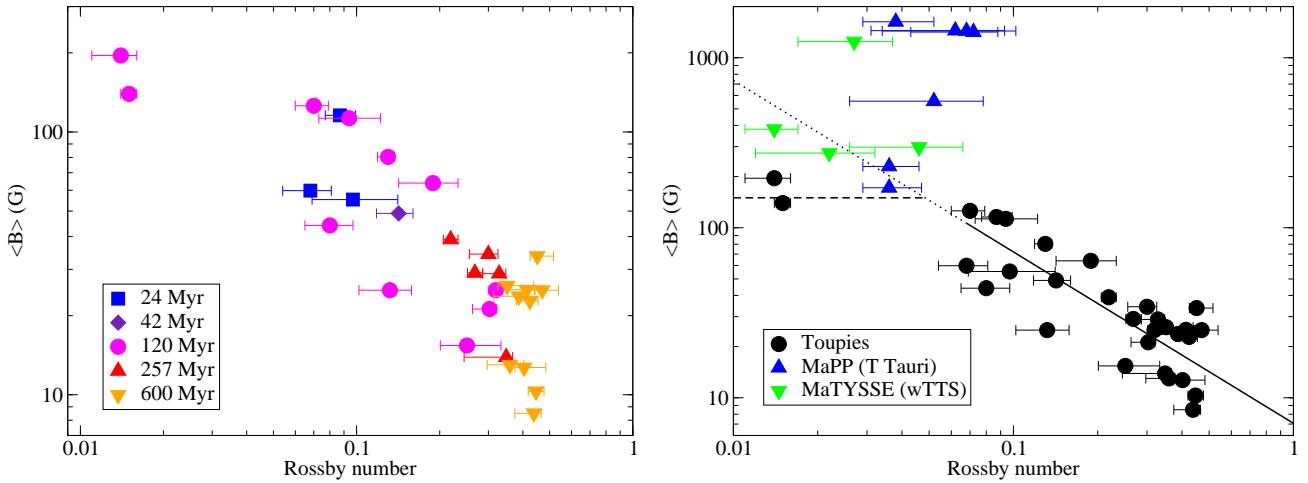 <B> (G)
100
10
24 Myr
42 Myr
120 Myr
257 Myr
600 Myr
0.01
0.1
1
Rossby number
<B> (G)
1000
100
10
Toupies
MaPP (T Tauri)
MaTYSSE (wTTS)
0.01
0.1
1
Rossby number